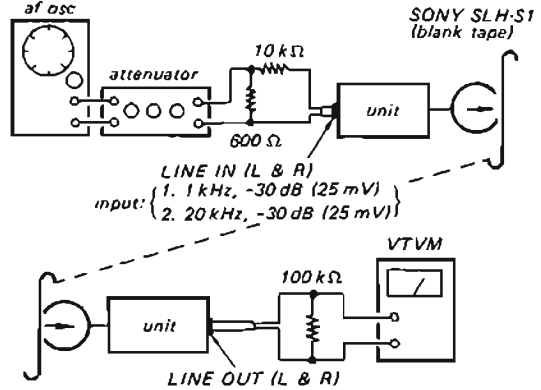 af osc
SONY SLH-S1
(blank tape)
10 kΩ
attenuator
unit
600 Ω
LINE IN (L & R)
input:
1. 1 kHz, -30 dB (25 mV)
2. 20 kHz, -30 dB (25 mV)
VTVM
100 kΩ
unit
LINE OUT (L & R)